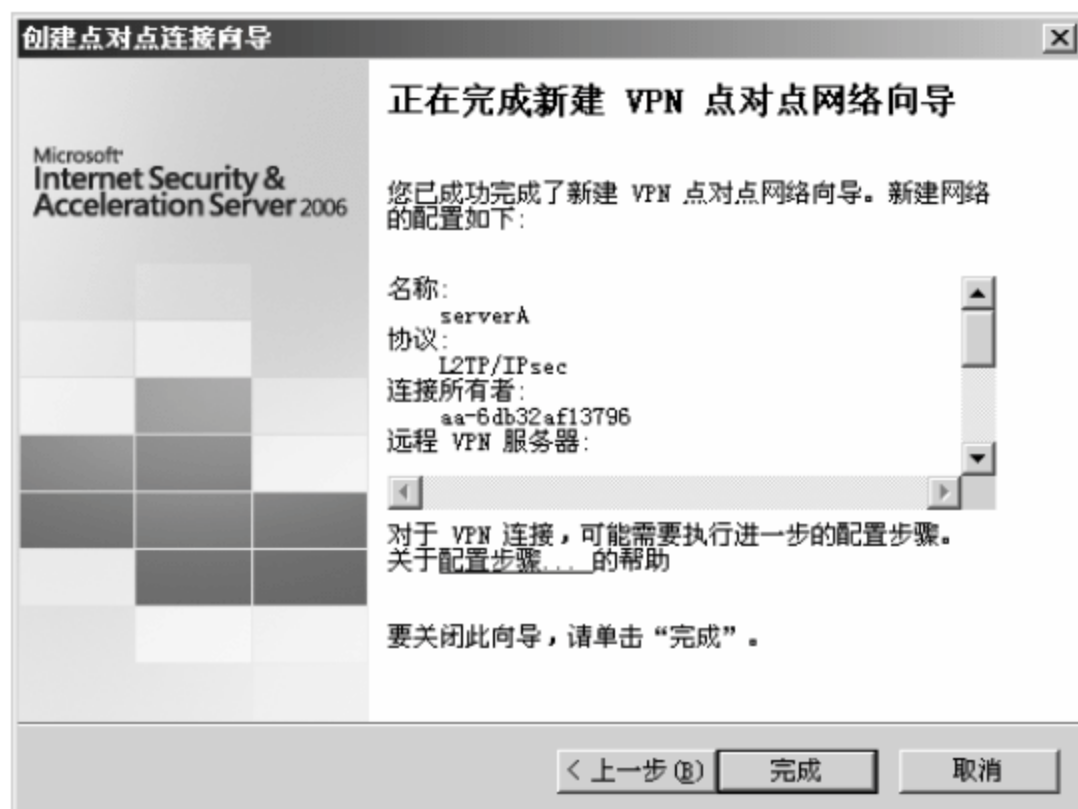 创建点对点连接向导
Microsoft
Internet Security &
Acceleration Server 2006
正在完成新建 VPN 点对点网络向导
您已成功完成了新建 VPN 点对点网络向导。新建网络
的配置如下:
名称:
serverA
协议:
L2TP/IPsec
连接所有者:
aa-6db32af13796
远程 VPN 服务器:
对于 VPN 连接，可能需要执行进一步的配置步骤。
关于配置步骤... 的帮助
要关闭此向导，请单击“完成”。
< 上一步(B)
完成
取消